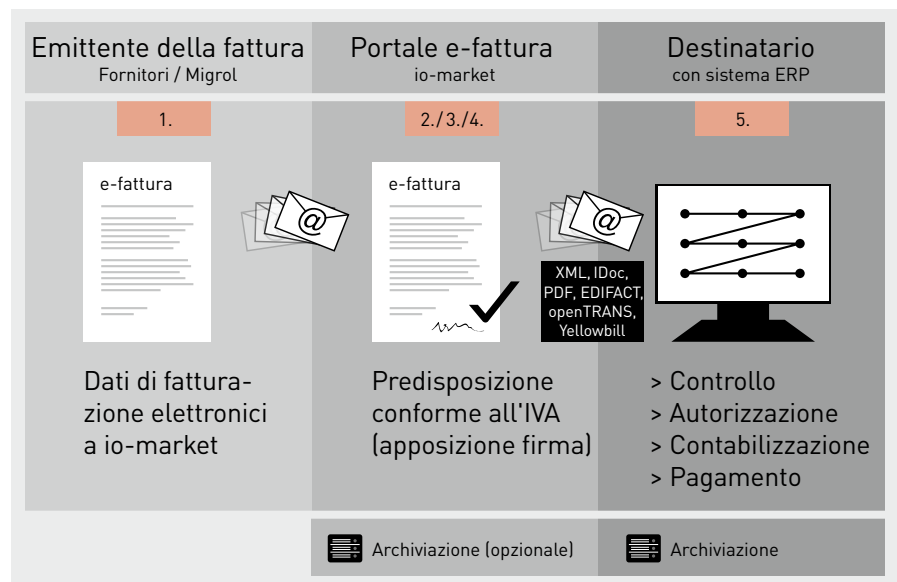 Emittente della fattura
Fornitori / Migrol
Portale e-fattura
io-market
Destinatario
con sistema ERP
1.
2./3./4.
5.
e-fattura
@
e-fattura
@
XML, IDoc,
PDF, EDIFACT,
openTRANS,
Yellowbill
Dati di fattura-
zione elettronici
a io-market
Predisposizione
conforme all'IVA
(apposizione firma)
> Controllo
> Autorizzazione
> Contabilizzazione
> Pagamento
Archiviazione (opzionale)
Archiviazione